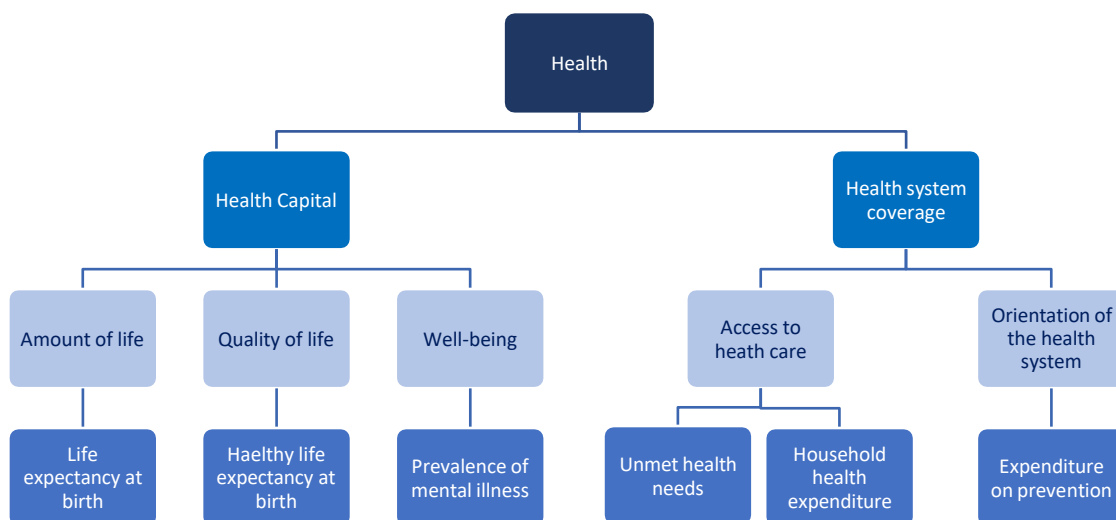 Health
Health Capital
Health system
coverage
Amount of life
Quality of life
Well-being
Access to
heath care
Orientation of
the health
system
Life
expectancy at
birth
Haelthy life
expectancy at
birth
Prevalence of
mental illness
Unmet health
needs
Household
health
expenditure
Expenditure
on prevention